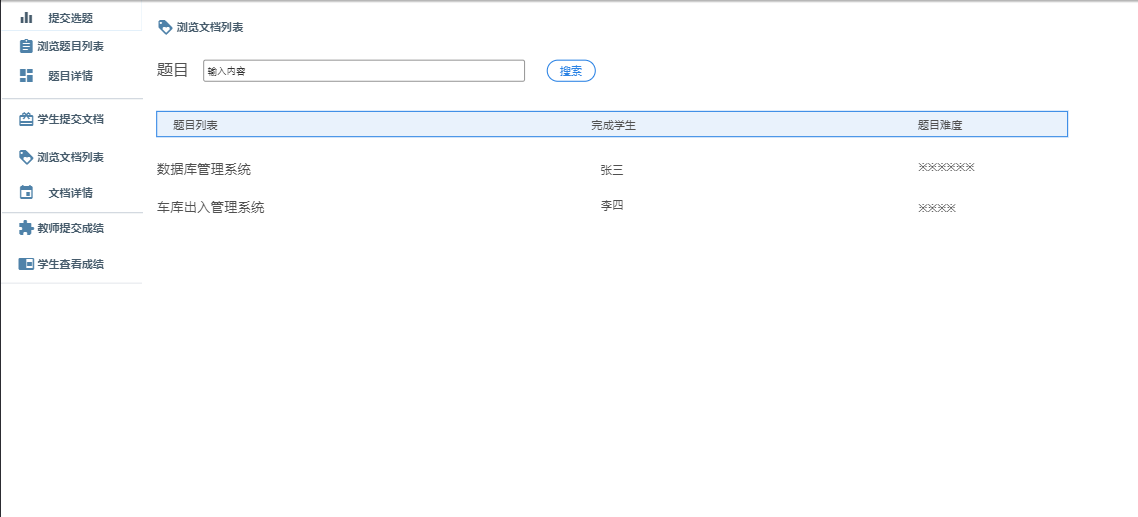 提交选题
浏览题目列表
题目详情
学生提交文档
浏览文档列表
文档详情
教师提交成绩
学生查看成绩
浏览文档列表
题目 输入内容 搜索
题目列表 完成学生 题目难度
数据库管理系统 张三 ※※※※※※
车库出入管理系统 李四 ※※※※